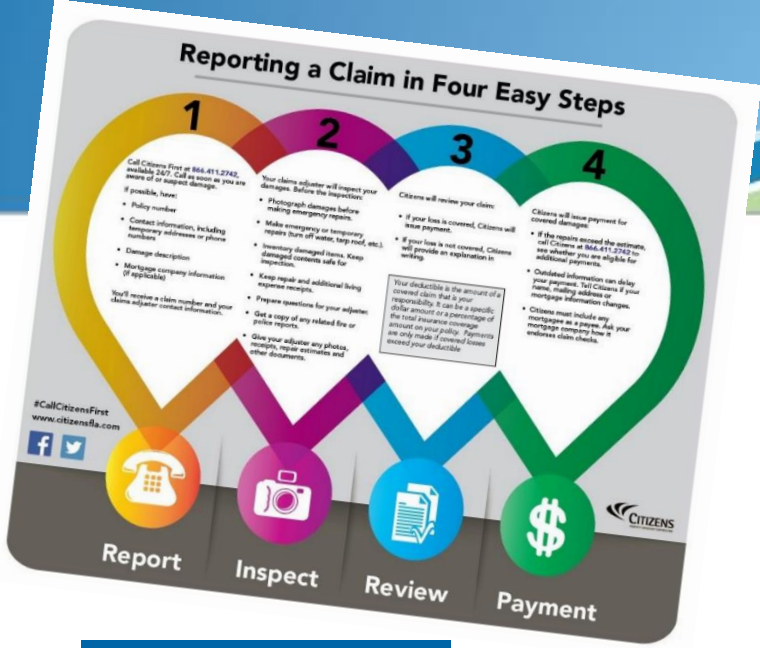 Reporting a Claim in Four Easy Steps
1
Call Citizens First at 866.411.2742,
available 24/7. Call as soon as you are
aware of or suspect damage.
If possible, have:
• Policy number
• Contact information, including
temporary addresses or phone
numbers
• Damage description
• Mortgage company information
(if applicable)
You'll receive a claim number and your
claims adjuster contact information.
2
Your claims adjuster will inspect your
damages. Before the inspection:
• Photograph damages before
making emergency repairs.
• Make emergency or temporary
repairs (turn off water, tarp roof, etc.).
• Inventory damaged items. Keep
damaged contents safe for
inspection.
• Keep repair and additional living
expense receipts.
• Prepare questions for your adjuster.
• Get a copy of any related fire or
police reports.
• Give your adjuster any photos,
receipts, repair estimates and
other documents.
3
Citizens will review your claim:
• If your loss is covered, Citizens will
issue payment.
• If your loss is not covered, Citizens
will provide an explanation in
writing.
Your deductible is the amount of a
covered claim that is your
responsibility. It can be a specific
dollar amount or a percentage of
the total insurance coverage
amount on your policy. Payments
are only made if covered losses
exceed your deductible
4
Citizens will issue payment for
covered damages:
• If the repairs exceed the estimate,
call Citizens at 866.411.2742 to
see whether you are eligible for
additional payments.
• Outdated information can delay
your payment. Tell Citizens if your
name, mailing address or
mortgage information changes.
• Citizens must include any
mortgagee as a payee. Ask your
mortgage company how it
endorses claim checks.
#CallCitizensFirst
www.citizensfla.com
CITIZENS
Report
Inspect
Review
Payment